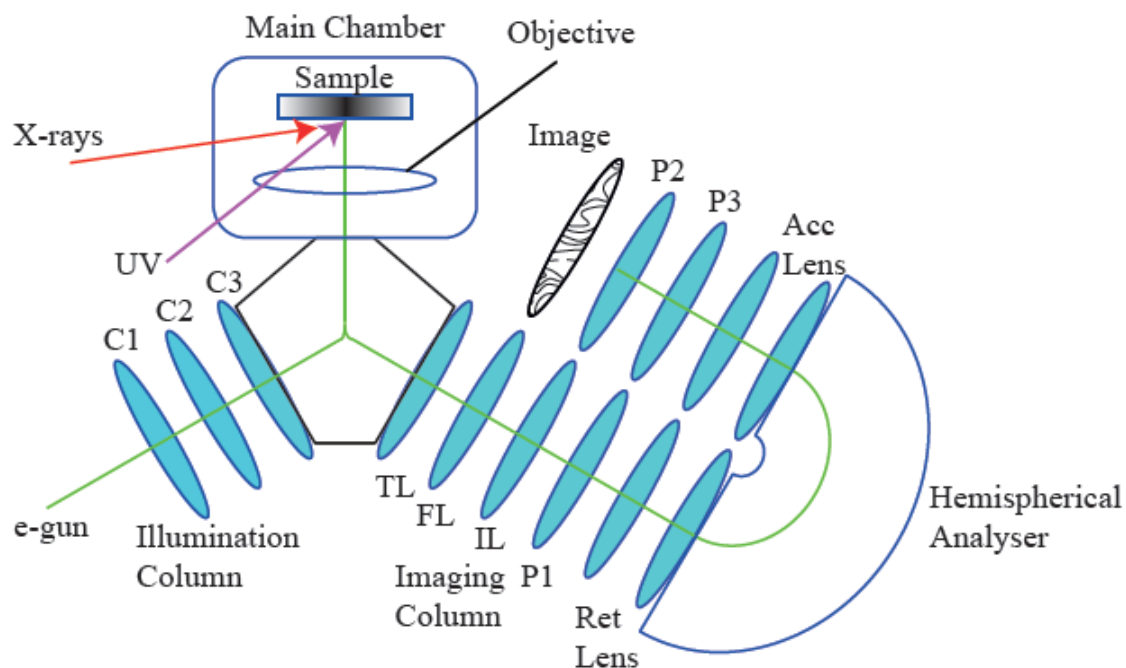 Main Chamber
Objective
Sample
X-rays
Image
P2
P3
Acc
Lens
UV
C3
C2
C1
TL
FL
IL
P1
e-gun
Illumination
Column
Imaging
Column
Ret
Lens
Hemispherical
Analyser